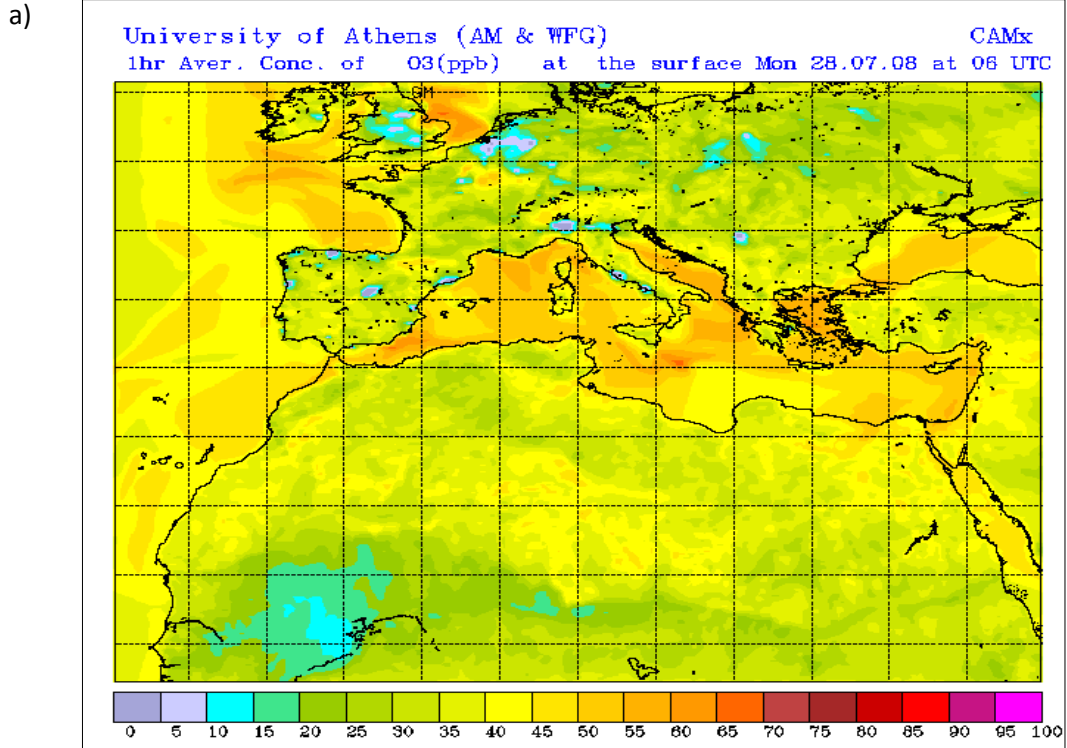 a)
University of Athens (AM & WFG) CAMx
1hr Aver. Conc. of O3(ppb) at the surface Mon 28.07.08 at 06 UTC
GM
0 5 10 15 20 25 30 35 40 45 50 55 60 65 70 75 80 85 90 95 100